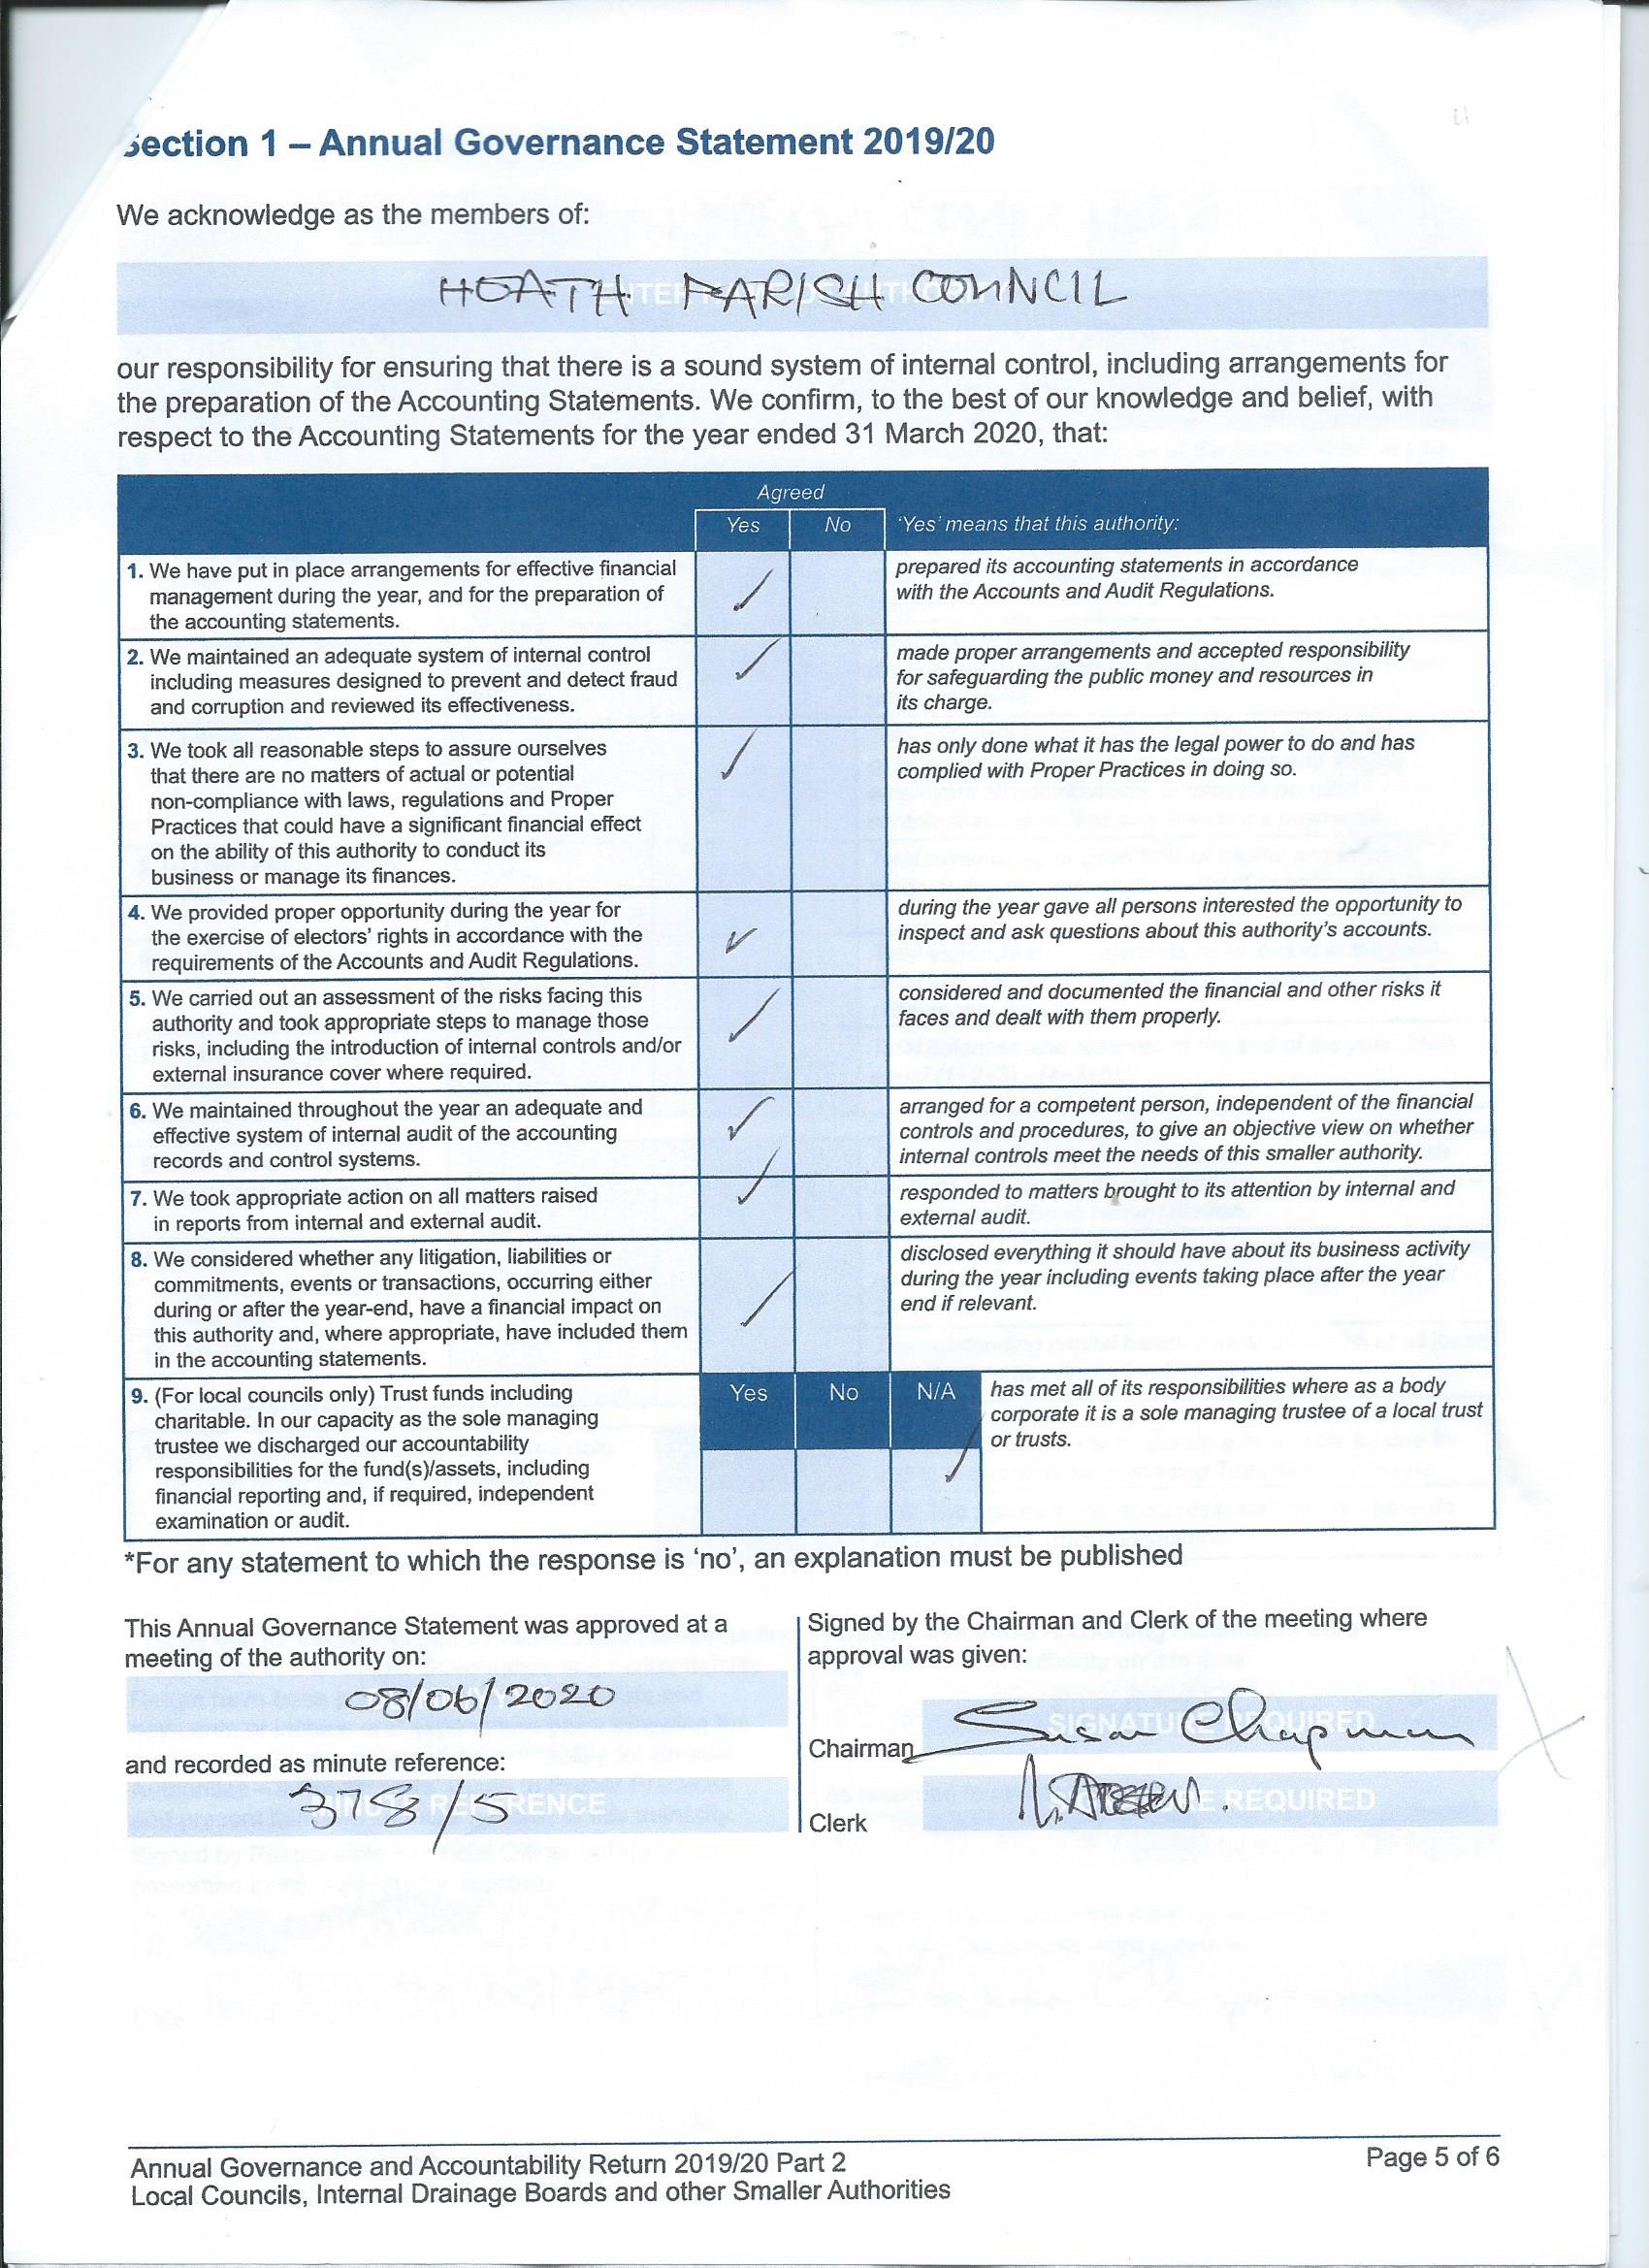 Section 1 – Annual Governance Statement 2019/20
We acknowledge as the members of:
HOATH PARISH COUNCIL
our responsibility for ensuring that there is a sound system of internal control, including arrangements for
the preparation of the Accounting Statements. We confirm, to the best of our knowledge and belief, with
respect to the Accounting Statements for the year ended 31 March 2020, that:
Agreed
Yes No 'Yes' means that this authority:
1. We have put in place arrangements for effective financial
management during the year, and for the preparation of
the accounting statements.
prepared its accounting statements in accordance
with the Accounts and Audit Regulations.
2. We maintained an adequate system of internal control
including measures designed to prevent and detect fraud
and corruption and reviewed its effectiveness.
made proper arrangements and accepted responsibility
for safeguarding the public money and resources in
its charge.
3. We took all reasonable steps to assure ourselves
that there are no matters of actual or potential
non-compliance with laws, regulations and Proper
Practices that could have a significant financial effect
on the ability of this authority to conduct its
business or manage its finances.
has only done what it has the legal power to do and has
complied with Proper Practices in doing so.
4. We provided proper opportunity during the year for
the exercise of electors' rights in accordance with the
requirements of the Accounts and Audit Regulations.
during the year gave all persons interested the opportunity to
inspect and ask questions about this authority's accounts.
5. We carried out an assessment of the risks facing this
authority and took appropriate steps to manage those
risks, including the introduction of internal controls and/or
external insurance cover where required.
considered and documented the financial and other risks it
faces and dealt with them properly.
6. We maintained throughout the year an adequate and
effective system of internal audit of the accounting
records and control systems.
arranged for a competent person, independent of the financial
controls and procedures, to give an objective view on whether
internal controls meet the needs of this smaller authority.
7. We took appropriate action on all matters raised
in reports from internal and external audit.
responded to matters brought to its attention by internal and
external audit.
8. We considered whether any litigation, liabilities or
commitments, events or transactions, occurring either
during or after the year-end, have a financial impact on
this authority and, where appropriate, have included them
in the accounting statements.
disclosed everything it should have about its business activity
during the year including events taking place after the year
end if relevant.
9. (For local councils only) Trust funds including
charitable. In our capacity as the sole managing
trustee we discharged our accountability
responsibilities for the fund(s)/assets, including
financial reporting and, if required, independent
examination or audit.
Yes No N/A
has met all of its responsibilities where as a body
corporate it is a sole managing trustee of a local trust
or trusts.
*For any statement to which the response is 'no', an explanation must be published
This Annual Governance Statement was approved at a
meeting of the authority on:
08/06/2020
and recorded as minute reference:
378/5
MINUTE REFERENCE
Signed by the Chairman and Clerk of the meeting where
approval was given:
Chairman Susan Chapman
SIGNATURE REQUIRED
Clerk
SIGNATURE REQUIRED
Annual Governance and Accountability Return 2019/20 Part 2
Local Councils, Internal Drainage Boards and other Smaller Authorities
Page 5 of 6